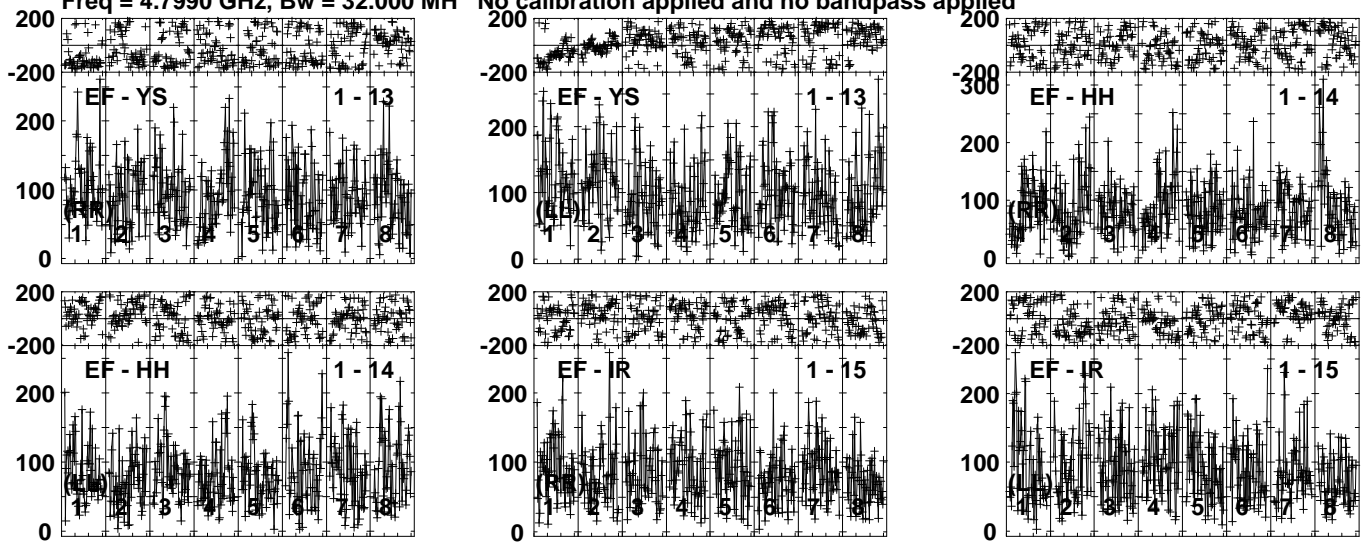 Freq = 4.7990 GHz, Bw = 32.000 MH No calibration applied and no bandpass applied
200 200 200
-200 -200 -200
EF - YS 1 - 13 EF - YS 1 - 13 300 EF - HH 1 - 14
200 200 200
100 100 100
(RR) (LL) (RR)
1 2 3 4 5 6 7 8 1 2 3 4 5 6 7 8 1 2 3 4 5 6 7 8
0 0 0
200 200 200
-200 -200 -200
EF - HH 1 - 14 EF - IR 1 - 15 EF - IR 1 - 15
200 200 200
100 100 100
(LL) (RR) (LL)
1 2 3 4 5 6 7 8 1 2 3 4 5 6 7 8 1 2 3 4 5 6 7 8
0 0 0